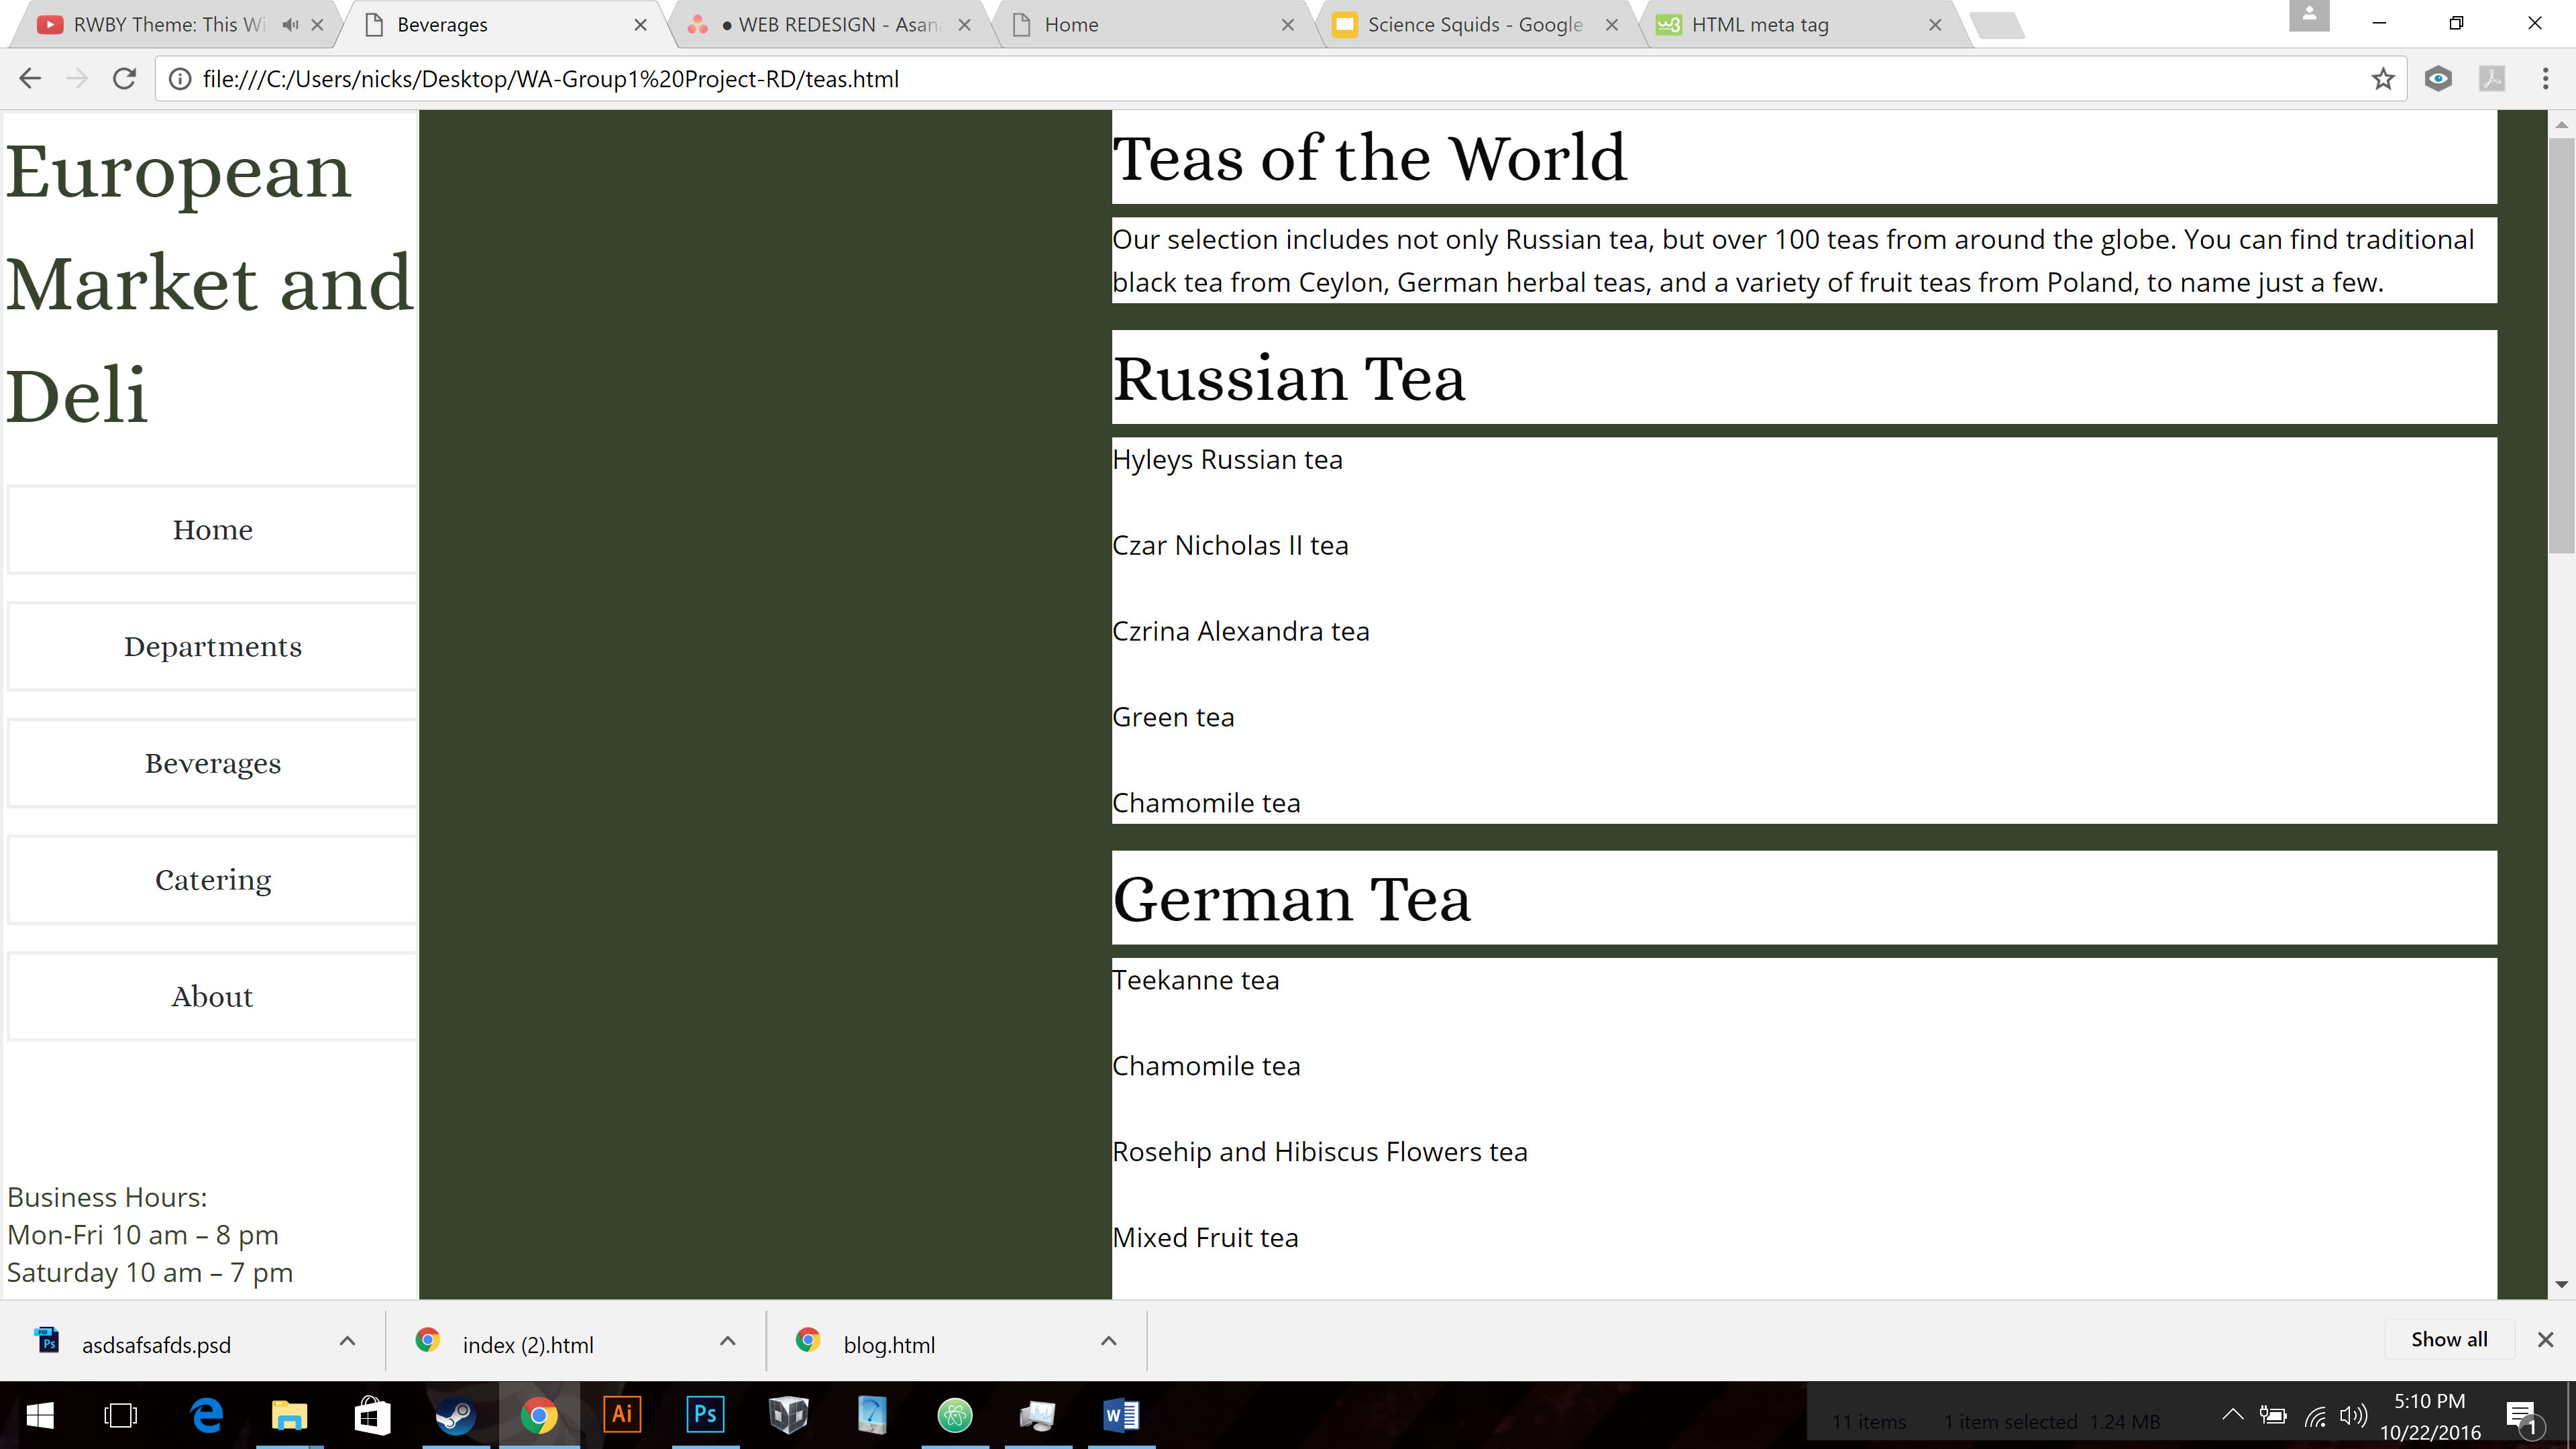 RWBY Theme: This Wi
Beverages
● WEB REDESIGN - Asana
Home
Science Squids - Google
w3
HTML meta tag
file:///C:/Users/nicks/Desktop/WA-Group1%20Project-RD/teas.html
European
Market and
Deli
Home
Departments
Beverages
Catering
About
Business Hours:
Mon-Fri 10 am – 8 pm
Saturday 10 am – 7 pm
Teas of the World
Our selection includes not only Russian tea, but over 100 teas from around the globe. You can find traditional
black tea from Ceylon, German herbal teas, and a variety of fruit teas from Poland, to name just a few.
Russian Tea
Hyleys Russian tea
Czar Nicholas II tea
Czrina Alexandra tea
Green tea
Chamomile tea
German Tea
Teekanne tea
Chamomile tea
Rosehip and Hibiscus Flowers tea
Mixed Fruit tea
Ps
asdsafsafds.psd
index (2).html
blog.html
Show all
Ai
Ps
W
11 items 1 item selected 1.24 MB
5:10 PM
10/22/2016
1